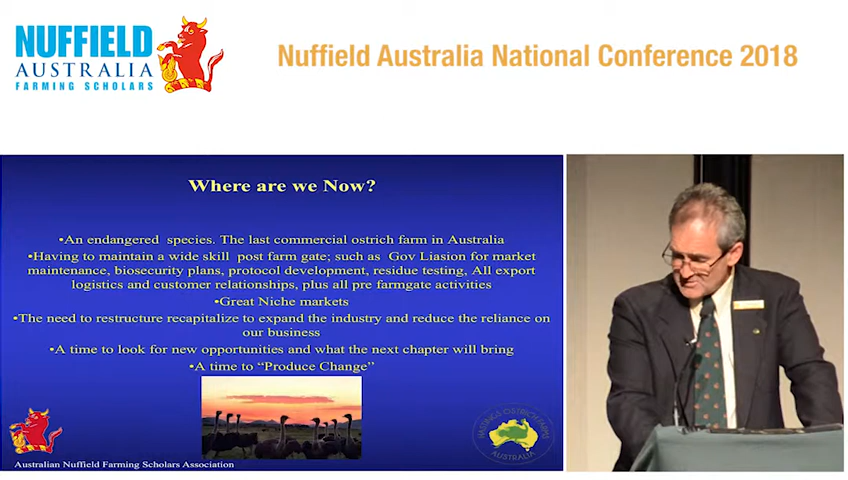 NUFFIELD
AUSTRALIA
FARMING SCHOLARS
Nuffield Australia National Conference 2018
Where are we Now?
•An endangered species. The last commercial ostrich farm in Australia
•Having to maintain a wide skill post farm gate; such as Gov Liasion for market
maintenance, biosecurity plans, protocol development, residue testing, All export
logistics and customer relationships, plus all pre farmgate activities
•Great Niche markets
•The need to restructure recapitalize to expand the industry and reduce the reliance on
our business
•A time to look for new opportunities and what the next chapter will bring
•A time to “Produce Change”
HASTINGS OSTRICH FARMS
AUSTRALIA
Australian Nuffield Farming Scholars Association